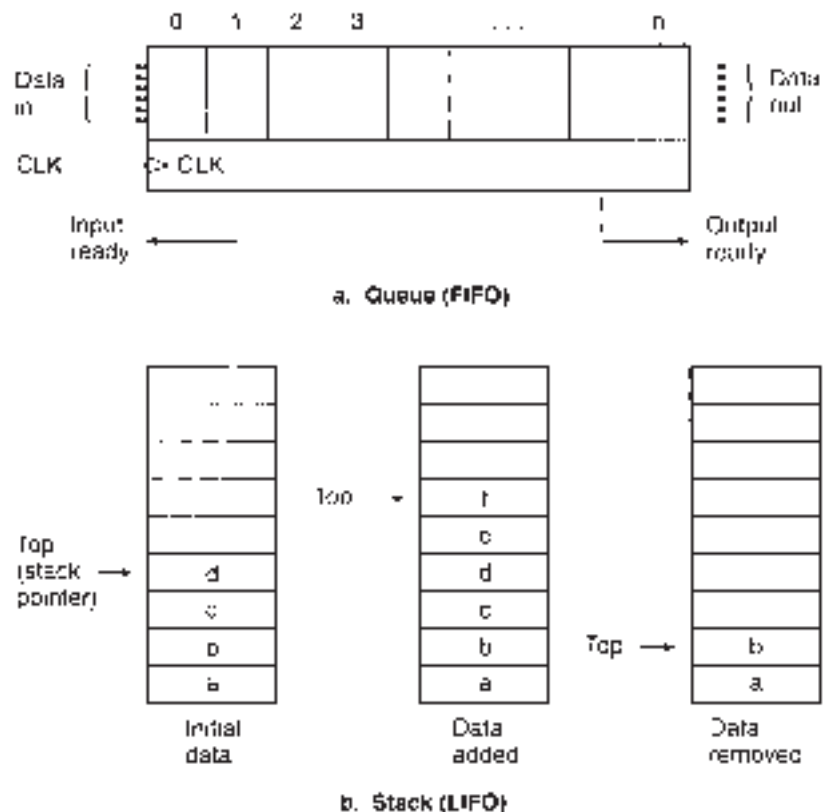 0 1 2 3 ... n
Data in
Data out
CLK
CLK
Input ready
Output ready
a. Queue (FIFO)
Top (stack pointer)
d
c
b
a
Initial data
Top
f
e
d
c
b
a
Data added
Top
b
a
Data removed
b. Stack (LIFO)